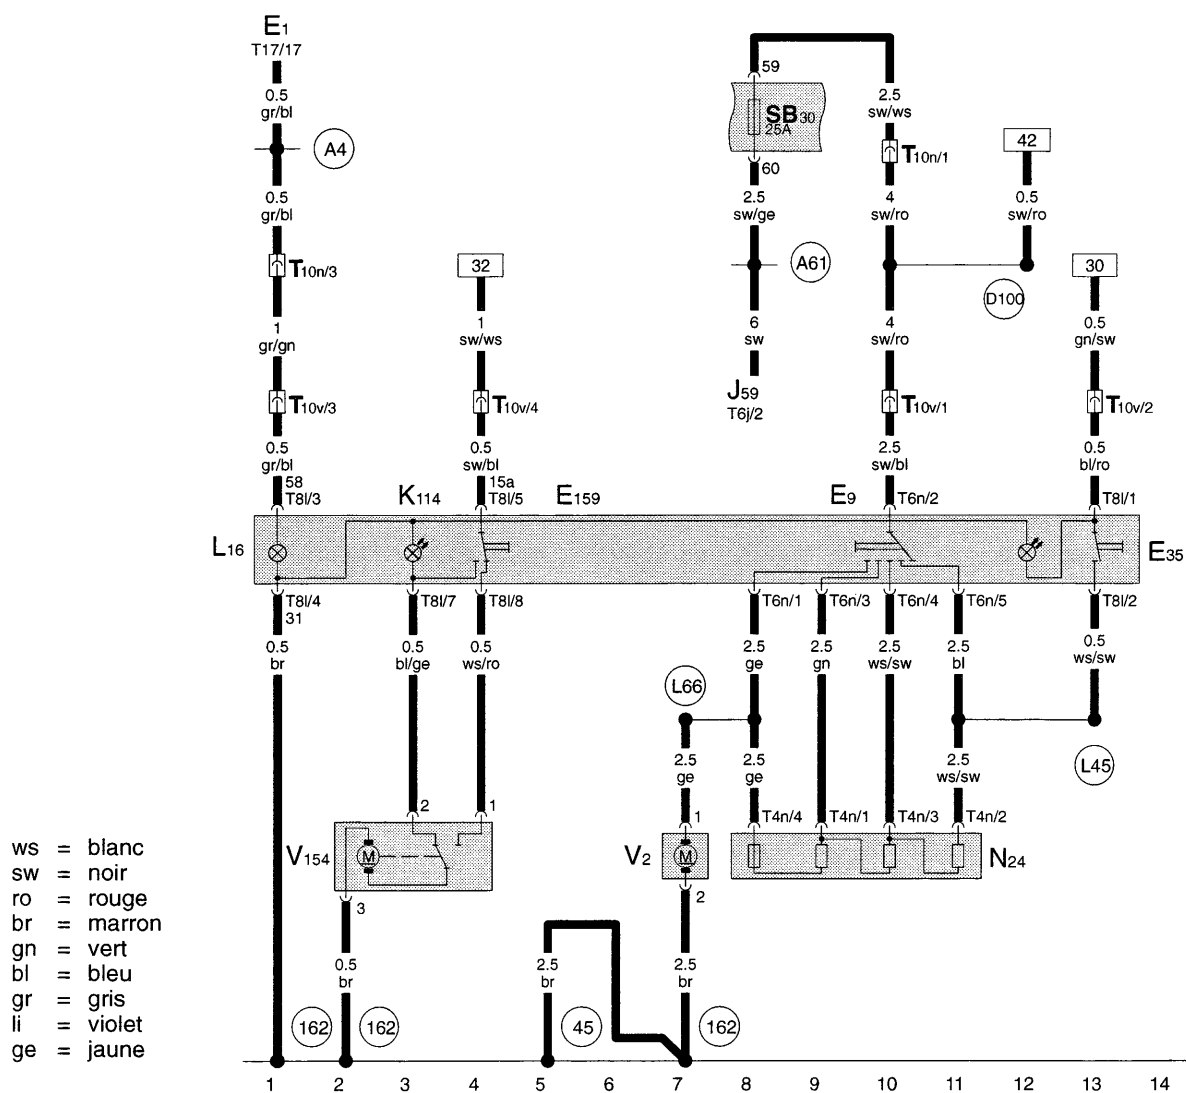 E1
T17/17
0.5
gr/bl
A4
0.5
gr/bl
T10n/3
1
gr/gn
T10v/3
0.5
gr/bl
58
T8l/3
32
1
sw/ws
T10v/4
0.5
sw/bl
15a
T8l/5
59
SB30
25A
60
2.5
sw/ge
A61
6
sw
J59
T6j/2
2.5
sw/ws
T10n/1
4
sw/ro
4
sw/ro
T10v/1
2.5
sw/bl
T6n/2
42
0.5
sw/ro
D100
30
0.5
gn/sw
T10v/2
0.5
bl/ro
T8l/1
K114
E159
E9
L16
E35
T8l/4
31
T8l/7
T8l/8
T6n/1
T6n/3
T6n/4
T6n/5
T8l/2
0.5
br
0.5
bl/ge
0.5
ws/ro
2.5
ge
2.5
gn
2.5
ws/sw
2.5
bl
0.5
ws/sw
L66
2.5
ge
2.5
ge
2.5
ws/sw
L45
2
1
1
T4n/4
T4n/1
T4n/3
T4n/2
V154
M
V2
M
N24
3
2
0.5
br
2.5
br
2.5
br
162
162
45
162
ws = blanc
sw = noir
ro = rouge
br = marron
gn = vert
bl = bleu
gr = gris
li = violet
ge = jaune
1 2 3 4 5 6 7 8 9 10 11 12 13 14